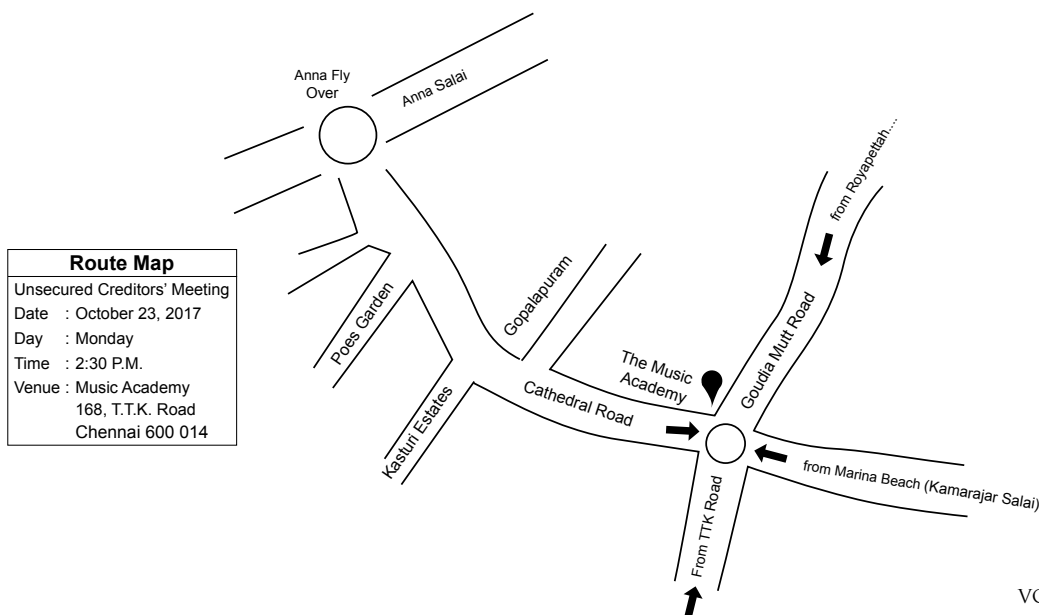 Anna Fly
Over
Anna Salai
from Royapettah....
Route Map
Unsecured Creditors' Meeting
Date : October 23, 2017
Day : Monday
Time : 2:30 P.M.
Venue : Music Academy
168, T.T.K. Road
Chennai 600 014
Poes Garden
Gopalapuram
Kasturi Estates
Cathedral Road
The Music
Academy
Goudia Mutt Road
from Marina Beach (Kamarajar Salai)
From TTK Road